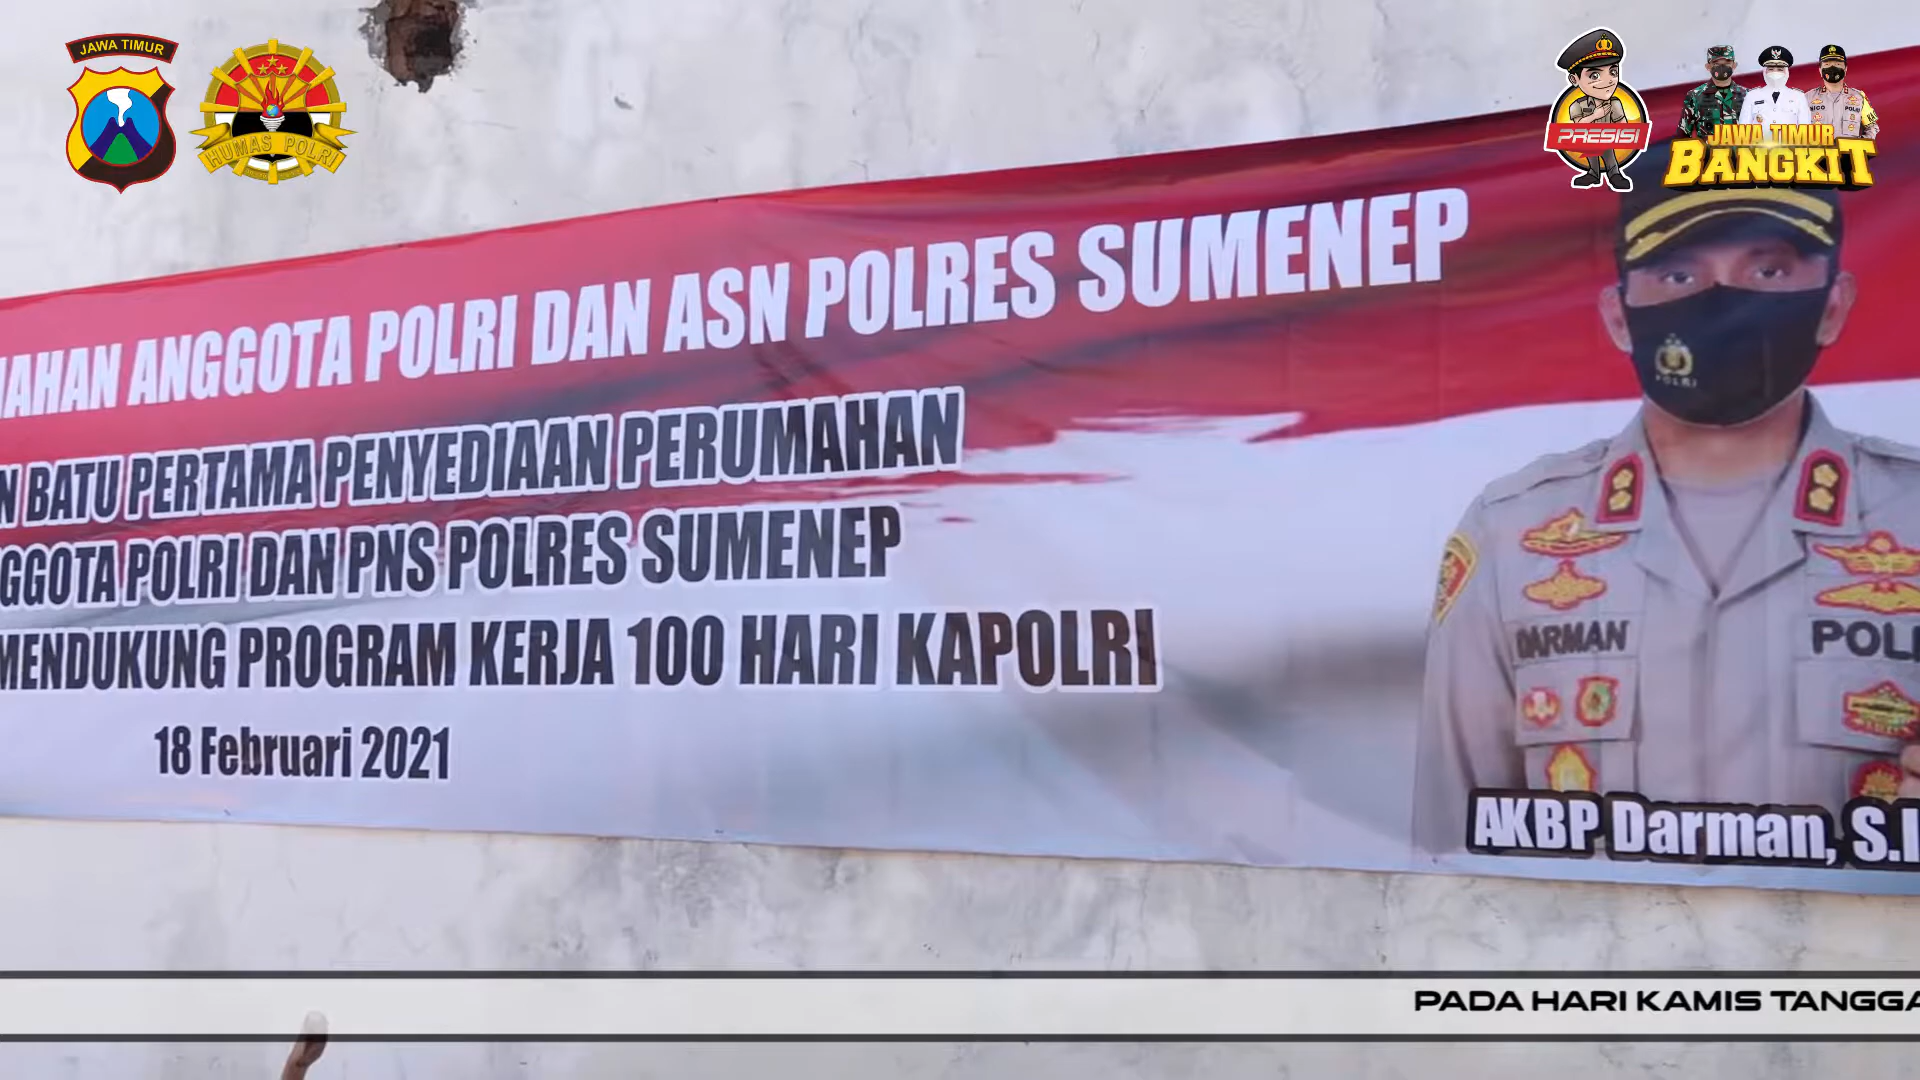 JAWA TIMUR
HUMAS POLRI
PRESISI
JAWA TIMUR
BANGKIT
ANGGOTA POLRI DAN ASN POLRES SUMENEP
BATU PERTAMA PENYEDIAAN PERUMAHAN
POLRI DAN PNS POLRES SUMENEP
MENDUKUNG PROGRAM KERJA 100 HARI KAPOLRI
18 Februari 2021
POLRI
DARMAN
POL
AKBP Darman, S.I
PADA HARI KAMIS TANGGA